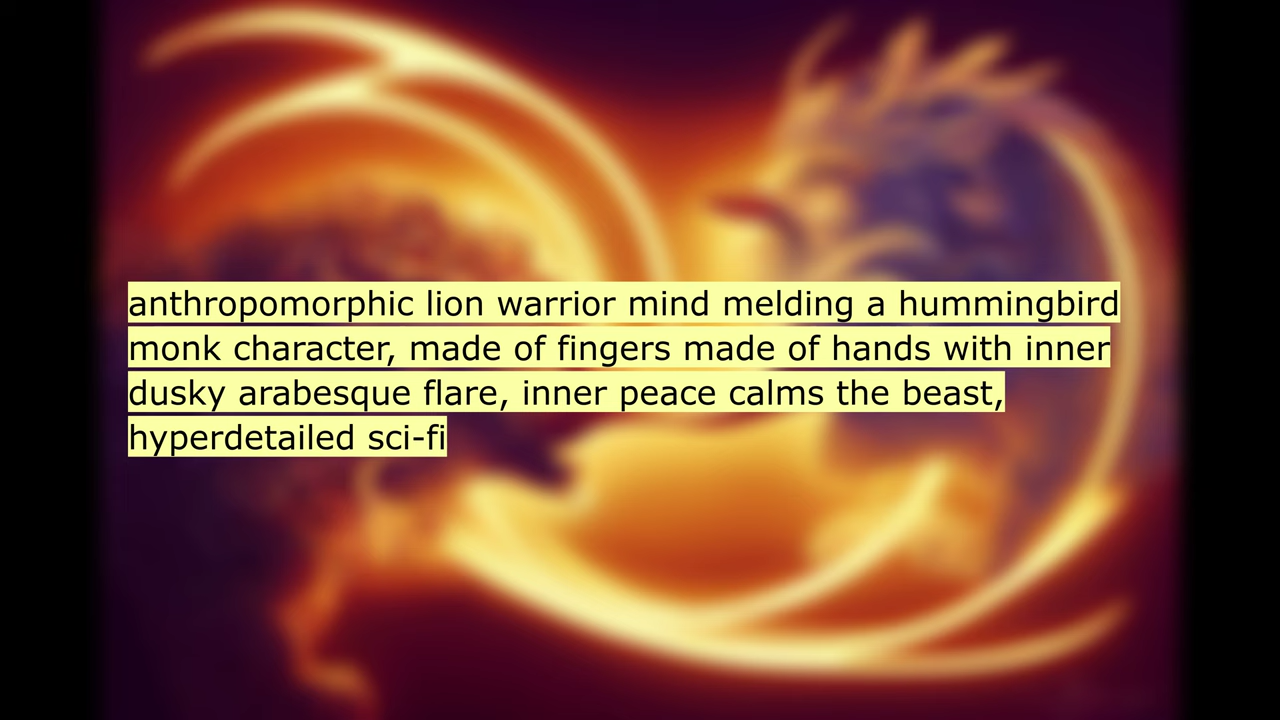 anthropomorphic lion warrior mind melding a hummingbird
monk character, made of fingers made of hands with inner
dusky arabesque flare, inner peace calms the beast,
hyperdetailed sci-fi